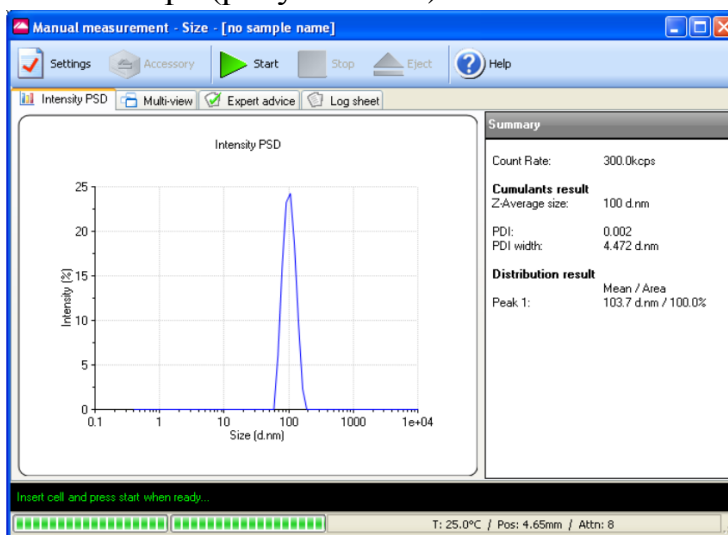 Manual measurement - Size - [no sample name]
Settings Accessory Start Stop Eject Help
Intensity PSD Multi-view Expert advice Log sheet
Intensity PSD
25
20
15
10
5
0
Intensity (%)
0.1 1 10 100 1000 1e+04
Size (d.nm)
Summary
Count Rate: 300.0kcps
Cumulants result
Z-Average size: 100 d.nm
PDI: 0.002
PDI width: 4.472 d.nm
Distribution result
Mean / Area
Peak 1: 103.7 d.nm / 100.0%
Insert cell and press start when ready...
T: 25.0°C / Pos: 4.65mm / Attn: 8